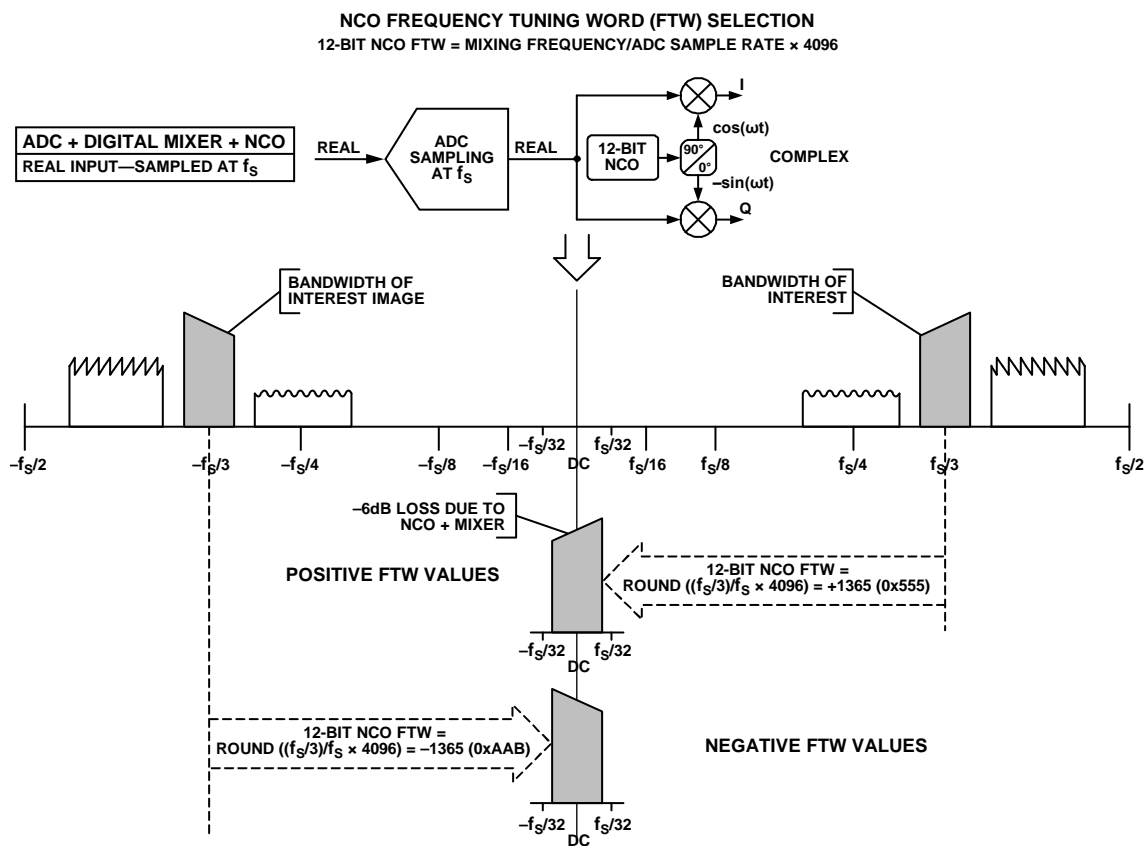 NCO FREQUENCY TUNING WORD (FTW) SELECTION
12-BIT NCO FTW = MIXING FREQUENCY/ADC SAMPLE RATE × 4096
ADC + DIGITAL MIXER + NCO
REAL INPUT—SAMPLED AT fS
REAL
ADC
SAMPLING
AT fS
REAL
12-BIT
NCO
90°
0°
cos(ωt)
–sin(ωt)
I
Q
COMPLEX
BANDWIDTH OF
INTEREST IMAGE
BANDWIDTH OF
INTEREST
–fS/2
–fS/3
–fS/4
–fS/8
–fS/16
–fS/32
DC
fS/32
fS/16
fS/8
fS/4
fS/3
fS/2
–6dB LOSS DUE TO
NCO + MIXER
POSITIVE FTW VALUES
12-BIT NCO FTW =
ROUND ((fS/3)/fS × 4096) = +1365 (0x555)
–fS/32
DC
fS/32
12-BIT NCO FTW =
ROUND ((fS/3)/fS × 4096) = –1365 (0xAAB)
NEGATIVE FTW VALUES
–fS/32
DC
fS/32